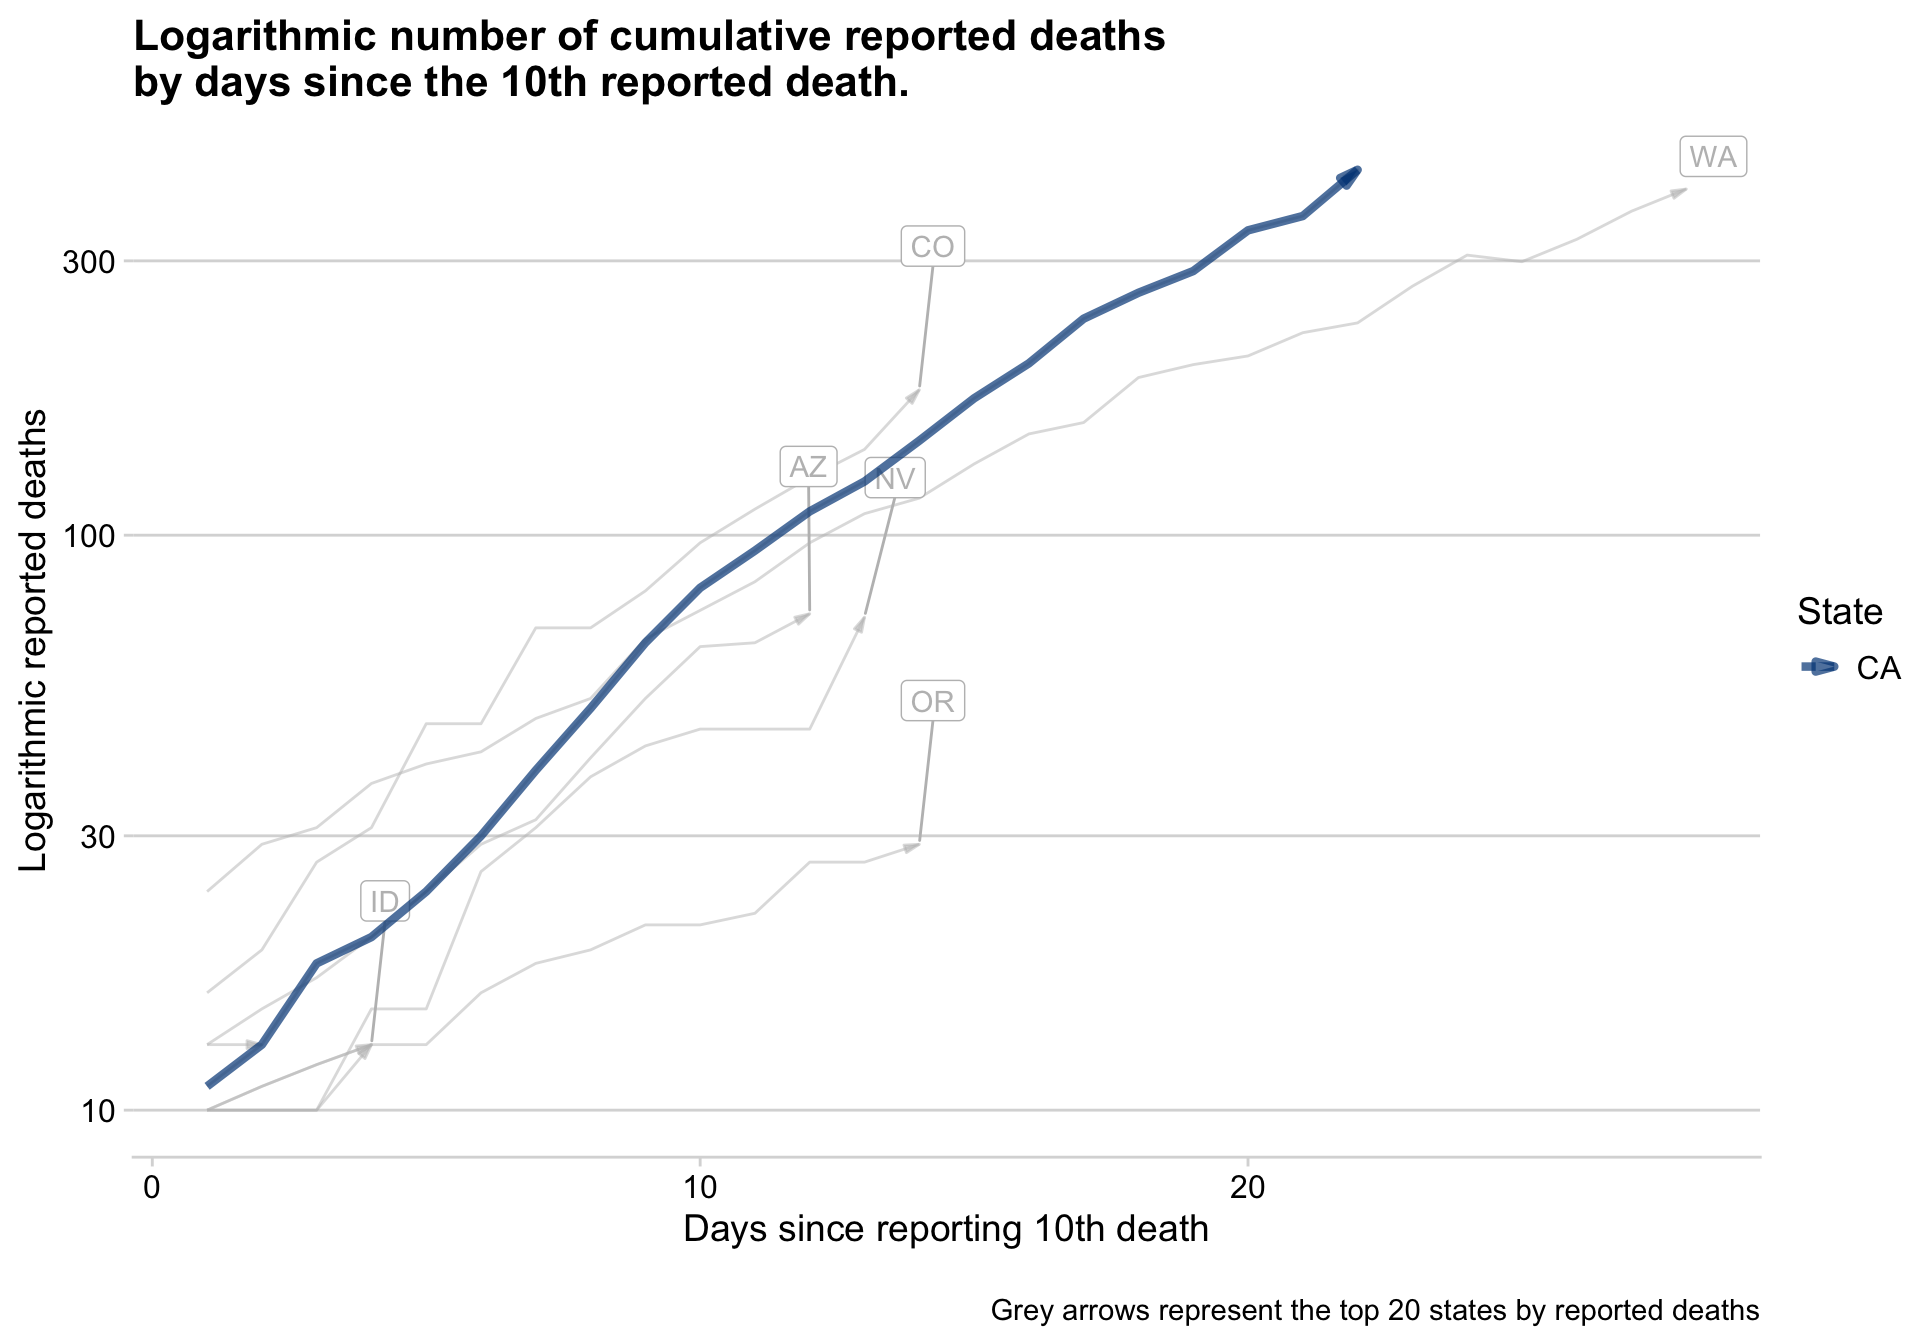 Logarithmic number of cumulative reported deaths
by days since the 10th reported death.
WA
CO
300
AZ
NV
100
OR
30
ID
10
Logarithmic reported deaths
State
CA
0 10 20
Days since reporting 10th death
Grey arrows represent the top 20 states by reported deaths